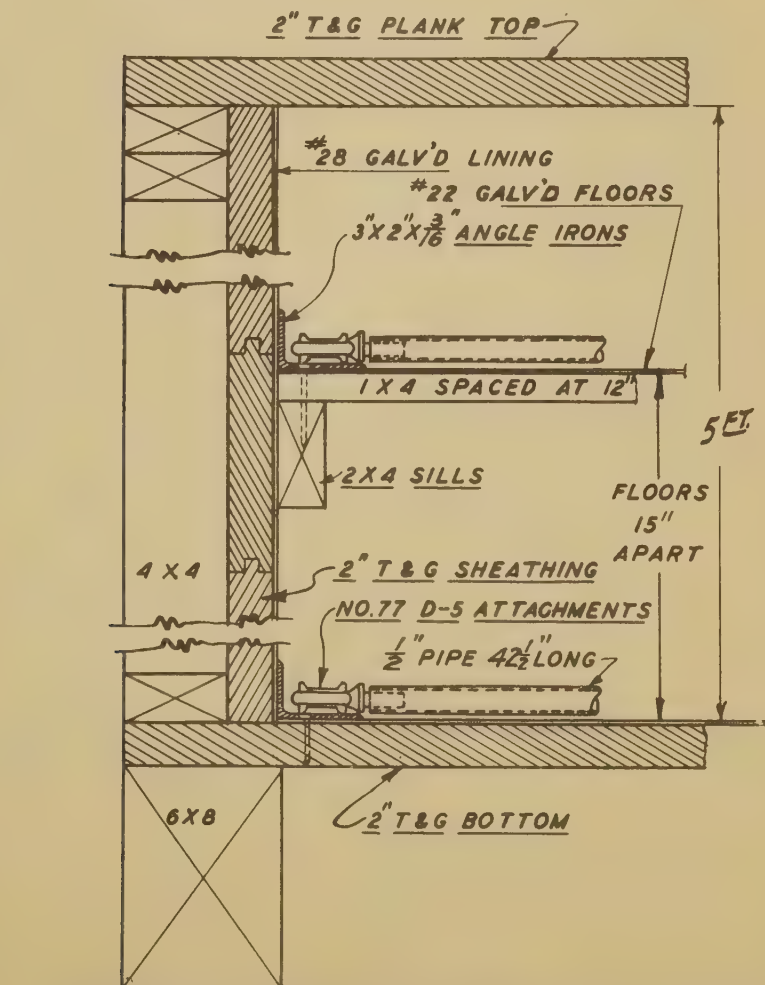 2" T&G PLANK TOP
#28 GALV'D LINING
#22 GALV'D FLOORS
3"X2"X3/16" ANGLE IRONS
1 X 4 SPACED AT 12"
5 FT.
2X4 SILLS
FLOORS
15"
APART
4 X 4
2" T & G SHEATHING
NO.77 D-5 ATTACHMENTS
1/2" PIPE 42 1/2" LONG
6X8
2" T&G BOTTOM